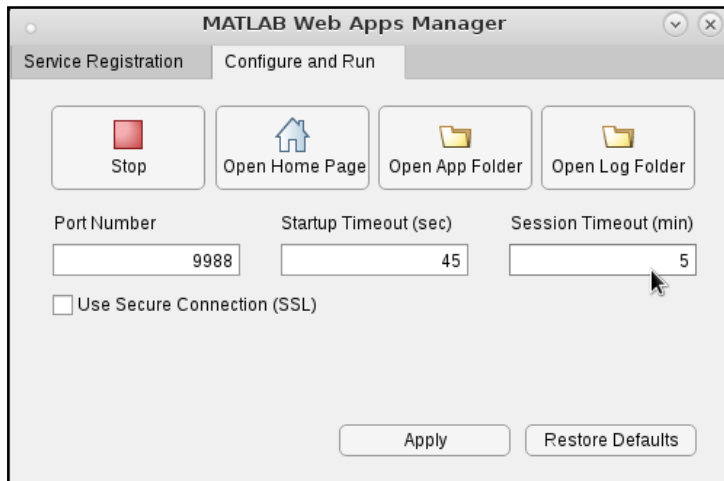 MATLAB Web Apps Manager
Service Registration Configure and Run
Stop Open Home Page Open App Folder Open Log Folder
Port Number Startup Timeout (sec) Session Timeout (min)
9988 45 5
Use Secure Connection (SSL)
Apply Restore Defaults